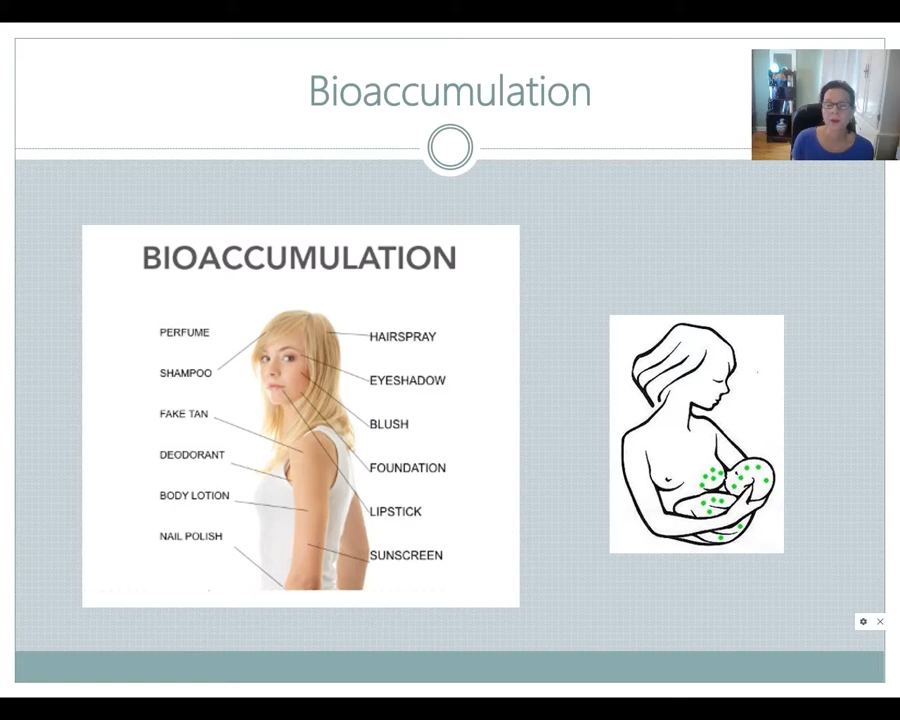 Bioaccumulation
BIOACCUMULATION
PERFUME
SHAMPOO
FAKE TAN
DEODORANT
BODY LOTION
NAIL POLISH
HAIRSPRAY
EYESHADOW
BLUSH
FOUNDATION
LIPSTICK
SUNSCREEN